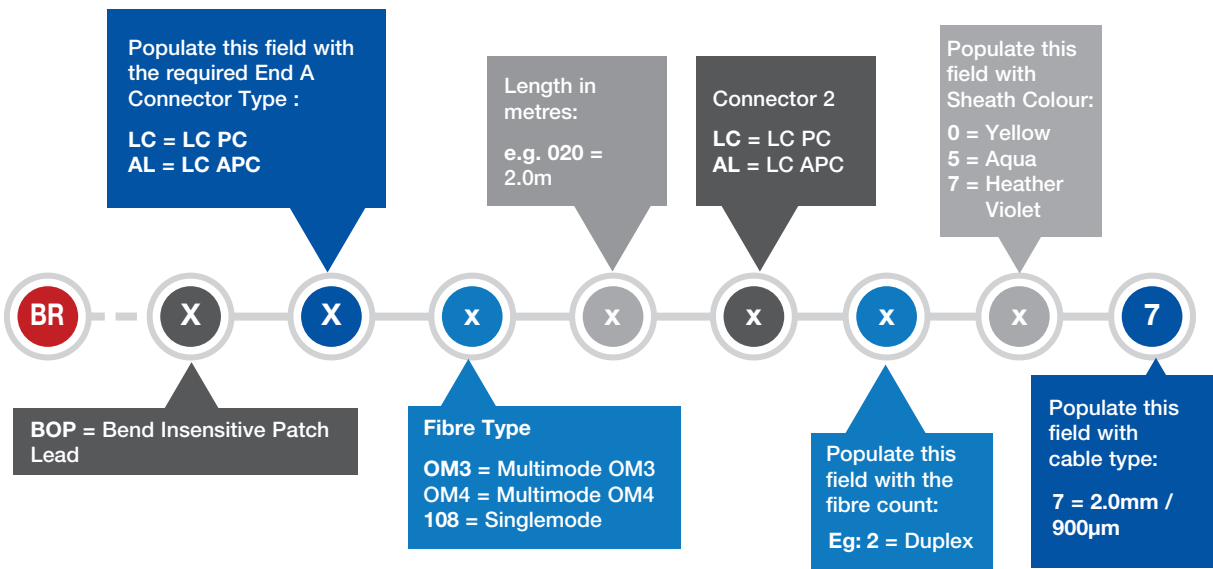 Populate this field with
the required End A
Connector Type :
LC = LC PC
AL = LC APC
Length in
metres:
e.g. 020 =
2.0m
Connector 2
LC = LC PC
AL = LC APC
Populate this
field with
Sheath Colour:
0 = Yellow
5 = Aqua
7 = Heather
Violet
BR
X
X
x
x
x
x
x
7
BOP = Bend Insensitive Patch
Lead
Fibre Type
OM3 = Multimode OM3
OM4 = Multimode OM4
108 = Singlemode
Populate this
field with the
fibre count:
Eg: 2 = Duplex
Populate this
field with
cable type:
7 = 2.0mm /
900µm